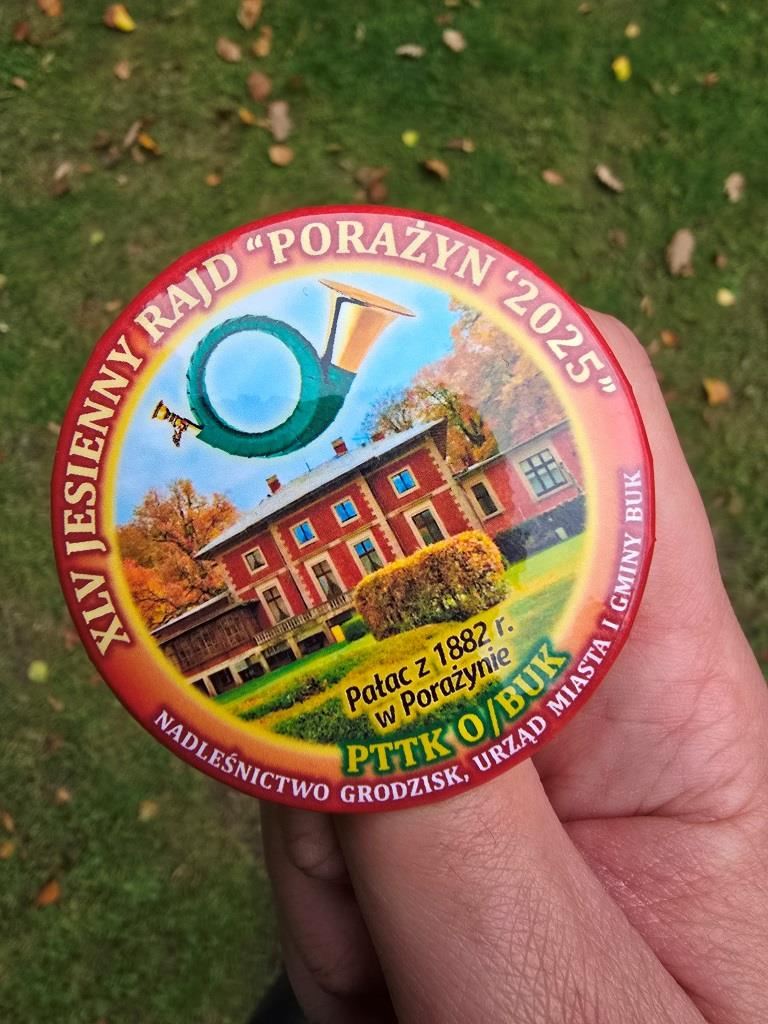 XLV JESIENNY RAJD “PORAŻYN ‘2025”
Pałac z 1882 r.
w Porażynie
PTTK O/BUK
NADLEŚNICTWO GRODZISK, URZĄD MIASTA I GMINY BUK